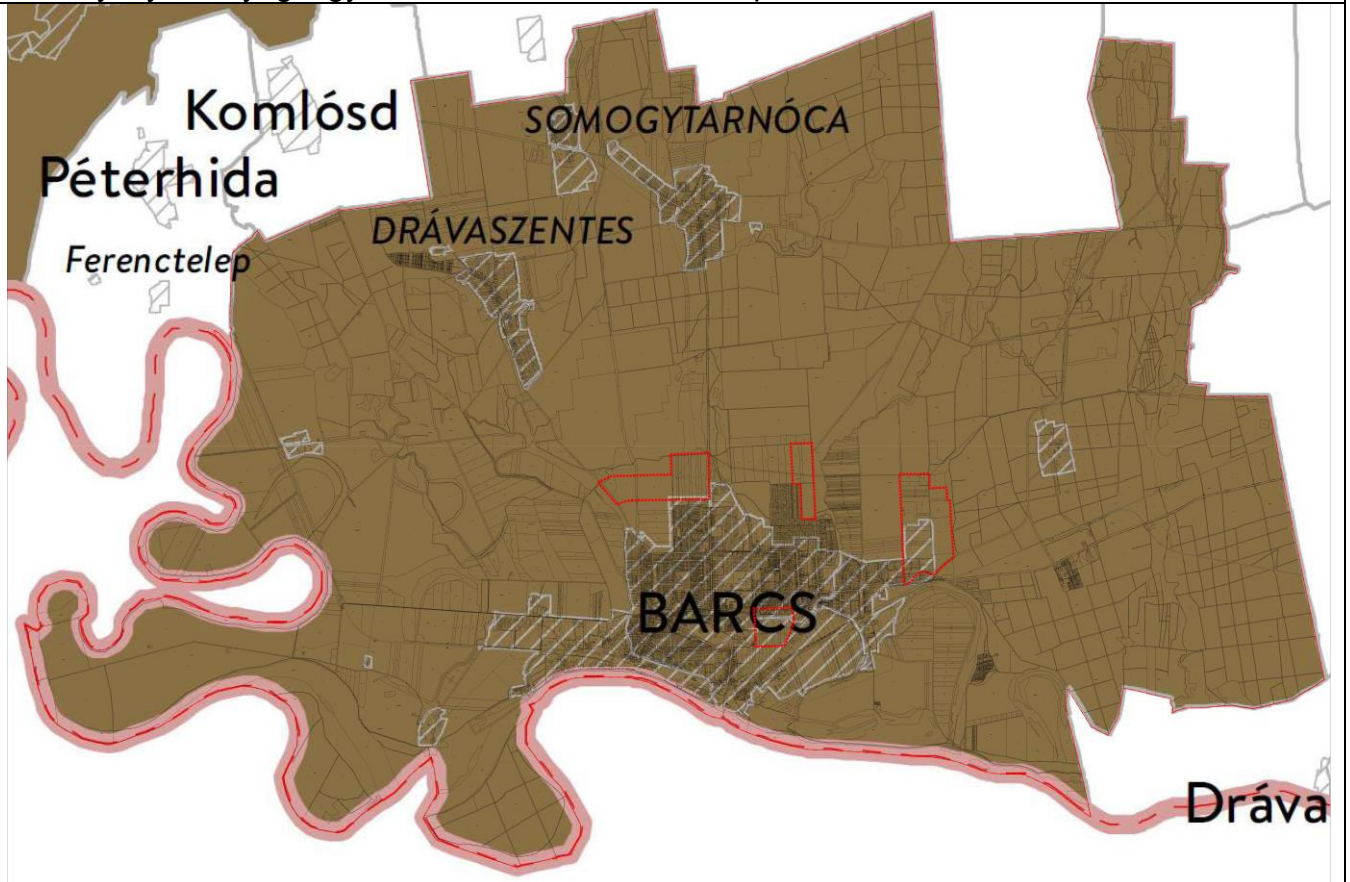 Komlósd
SOMOGYTARNÓCA
Péterhida
DRÁVASZENTES
Ferenctelep
BARCS
Dráva